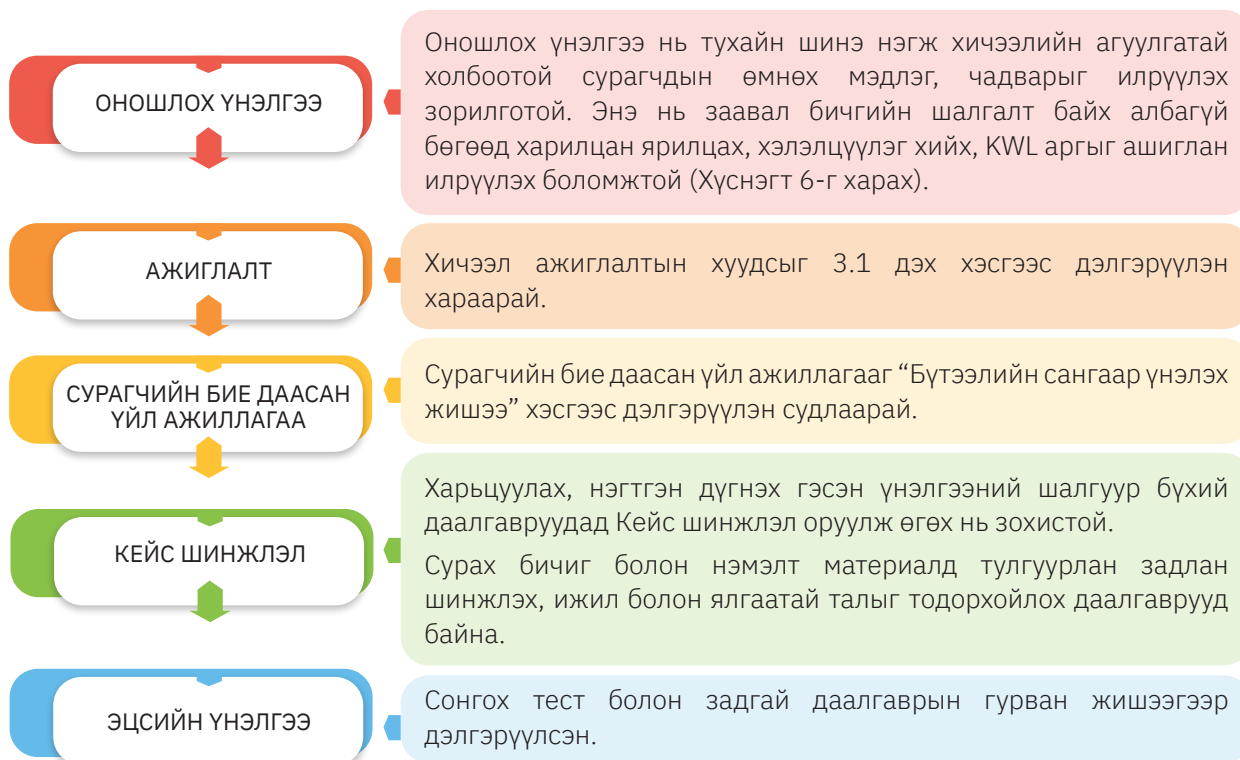 ОНОШЛОХ ҮНЭЛГЭЭ
Оношлох үнэлгээ нь тухайн шинэ нэгж хичээлийн агуулгатай
холбоотой сурагчдын өмнөх мэдлэг, чадварыг илрүүлэх
зорилготой. Энэ нь заавал бичгийн шалгалт байх албагүй
бөгөөд харилцан ярилцах, хэлэлцүүлэг хийх, KWL аргыг ашиглан
илрүүлэх боломжтой (Хүснэгт 6-г харах).
АЖИГЛАЛТ
Хичээл ажиглалтын хуудсыг 3.1 дэх хэсгээс дэлгэрүүлэн
хараарай.
СУРАГЧИЙН БИЕ ДААСАН
ҮЙЛ АЖИЛЛАГАА
Сурагчийн бие даасан үйл ажиллагааг “Бүтээлийн сангаар үнэлэх
жишээ” хэсгээс дэлгэрүүлэн судлаарай.
КЕЙС ШИНЖЛЭЛ
Харьцуулах, нэгтгэн дүгнэх гэсэн үнэлгээний шалгуур бүхий
даалгавруудад Кейс шинжлэл оруулж өгөх нь зохистой.
Сурах бичиг болон нэмэлт материалд тулгуурлан задлан
шинжлэх, ижил болон ялгаатай талыг тодорхойлох даалгаврууд
байна.
ЭЦСИЙН ҮНЭЛГЭЭ
Сонгох тест болон задгай даалгаврын гурван жишээгээр
дэлгэрүүлсэн.